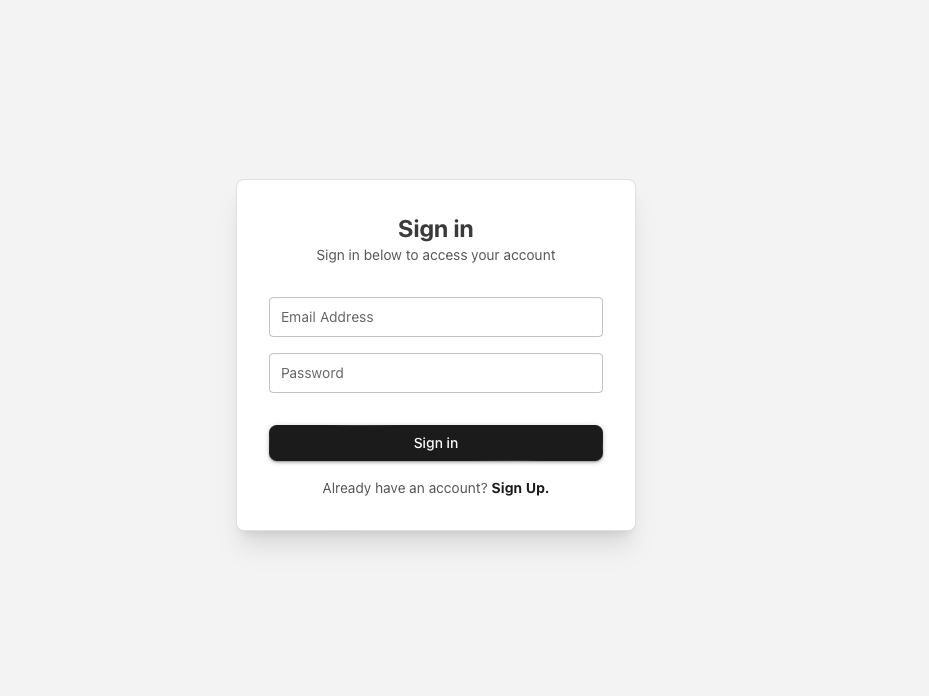 Sign in
Sign in below to access your account
Email Address
Password
Sign in
Already have an account? Sign Up.